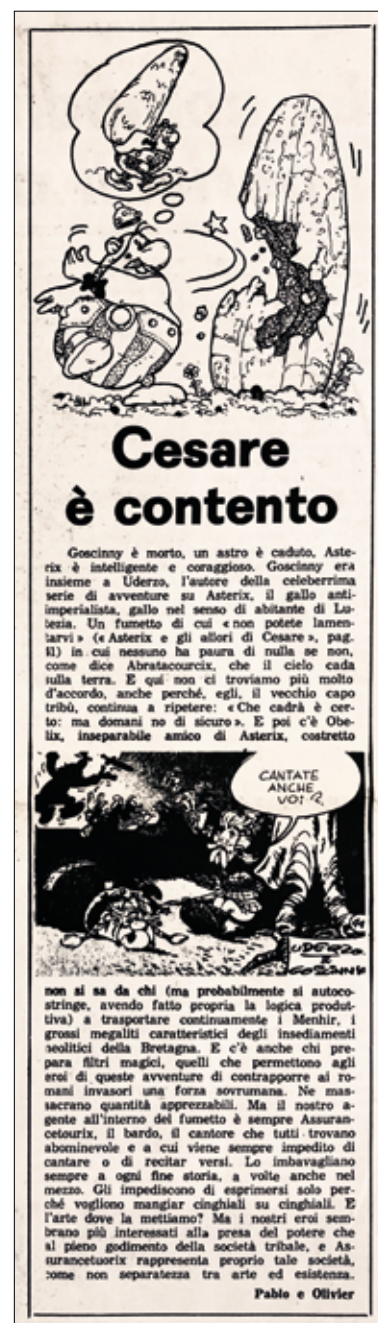 Cesare
è contento
Goscinny è morto, un astro è caduto, Aste-
rix è intelligente e coraggioso. Goscinny era
insieme a Uderzo, l'autore della celeberrima
serie di avventure su Asterix, il gallo anti-
imperialista, gallo nel senso di abitante di Lu-
tezia. Un fumetto di cui «non potete lamen-
tarvi» («Asterix e gli allori di Cesare», pag.
in cui nessuno ha paura di nulla se non,
come dice Abratacourcix, che il cielo cada
sulla terra. E qui non ci troviamo più molto
d'accordo, anche perché, egli, il vecchio capo
tribù, continua a ripetere: «Che cadrà è cer-
to: ma domani no di sicuro». E poi c'è Obe-
lix, inseparabile amico di Asterix, costretto
CANTATE
ANCHE
VOI?
UDERZO
GOSCINNY
non si sa da chi (ma probabilmente si autoco-
stringe, avendo fatto propria la logica produt-
tiva) a trasportare continuamente i Menhir, i
grossi megaliti caratteristici degli insediamenti
neolitici della Bretagna. E c'è anche chi pre-
para filtri magici, quelli che permettono agli
eroi di queste avventure di contrapporre ai ro-
mani invasori una forza sovrumana. Ne mas-
sacrano quantità apprezzabili. Ma il nostro a-
gente all'interno del fumetto è sempre Assuran-
cetourix, il bardo, il cantore che tutti trovano
abominevole e a cui viene sempre impedito di
cantare o di recitar versi. Lo imbavagliano
sempre a ogni fine storia, a volte anche nel
mezzo. Gli impediscono di esprimersi solo per-
ché vogliono mangiar cinghiali su cinghiali. E
l'arte dove la mettiamo? Ma i nostri eroi sem-
brano più interessati alla presa del potere che
al pieno godimento della società tribale, e As-
surancetuorix rappresenta proprio tale società,
come non separatezza tra arte ed esistenza.
Pablo e Olivier